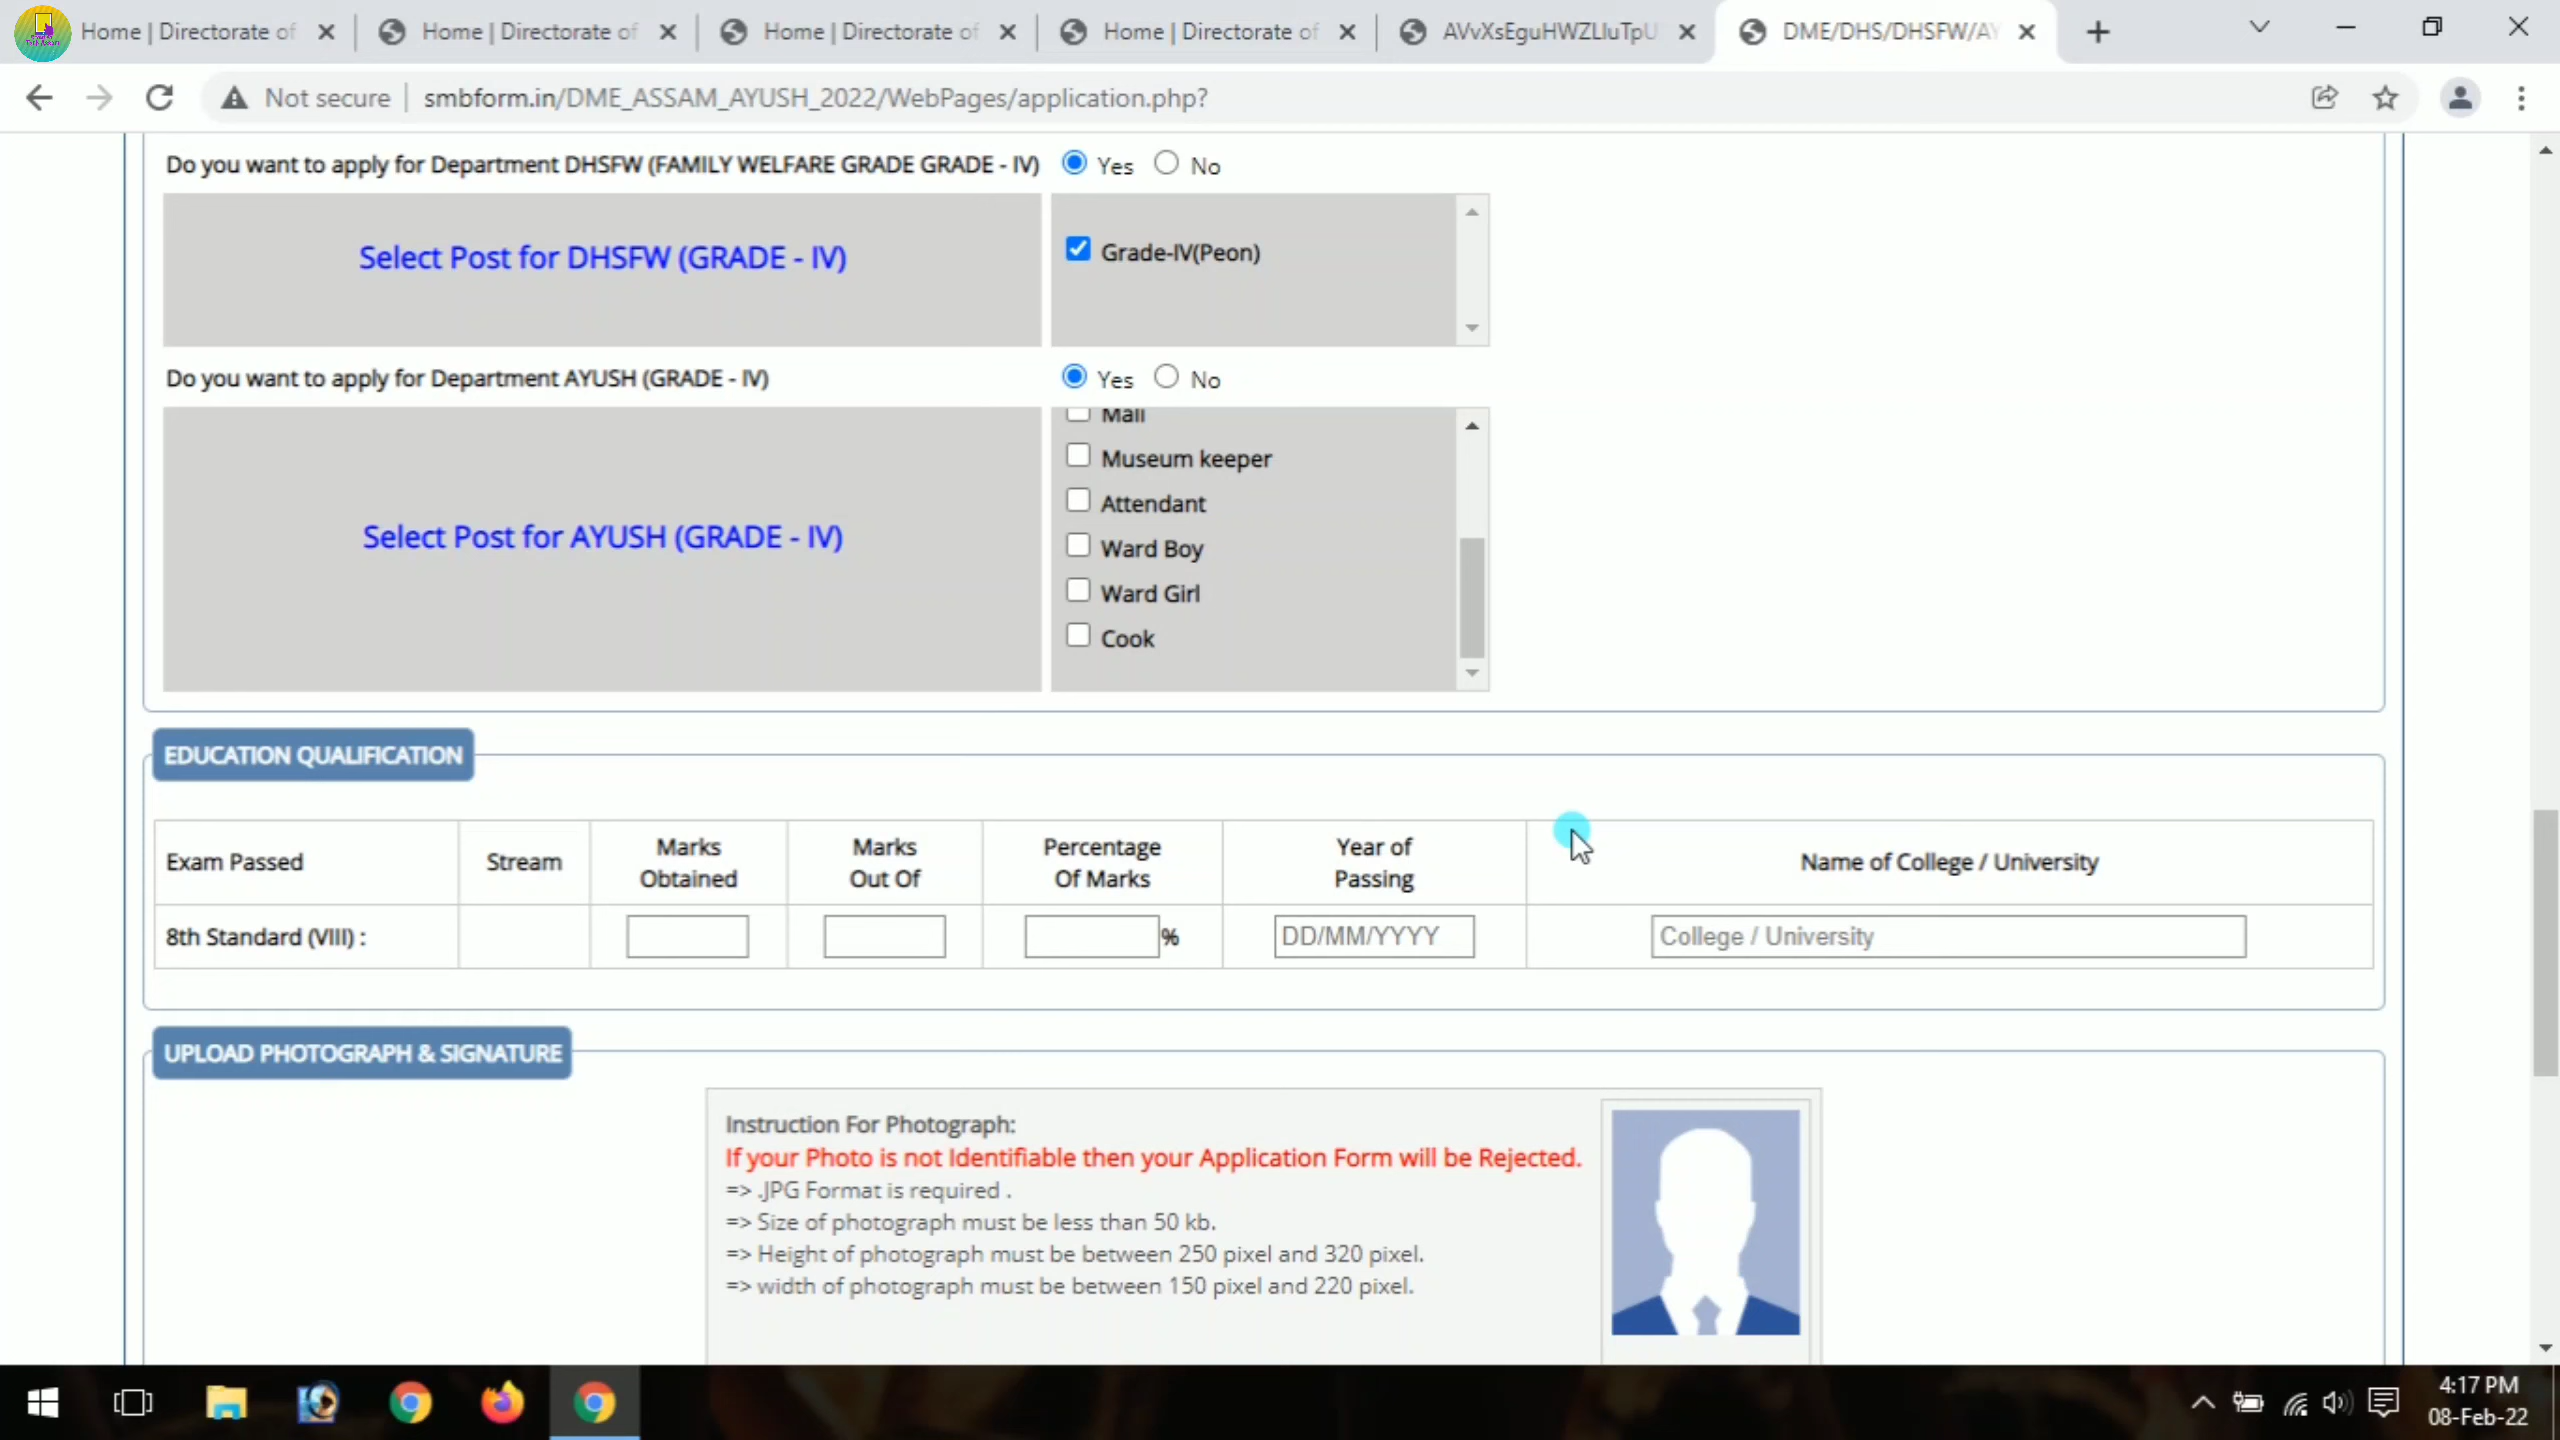 Home | Directorate of
Home | Directorate of
Home | Directorate of
Home | Directorate of
AVvXsEguHWZLIuTpU
DME/DHS/DHSFW/AY
Not secure
smbform.in/DME_ASSAM_AYUSH_2022/WebPages/application.php?
Do you want to apply for Department DHSFW (FAMILY WELFARE GRADE GRADE - IV) Yes No
Select Post for DHSFW (GRADE - IV)
Grade-IV(Peon)
Do you want to apply for Department AYUSH (GRADE - IV) Yes No
Select Post for AYUSH (GRADE - IV)
Mali
Museum keeper
Attendant
Ward Boy
Ward Girl
Cook
EDUCATION QUALIFICATION
Exam Passed
Stream
Marks
Obtained
Marks
Out Of
Percentage
Of Marks
Year of
Passing
Name of College / University
8th Standard (VIII) :
%
DD/MM/YYYY
College / University
UPLOAD PHOTOGRAPH & SIGNATURE
Instruction For Photograph:
If your Photo is not Identifiable then your Application Form will be Rejected.
=> .JPG Format is required .
=> Size of photograph must be less than 50 kb.
=> Height of photograph must be between 250 pixel and 320 pixel.
=> width of photograph must be between 150 pixel and 220 pixel.
4:17 PM
08-Feb-22